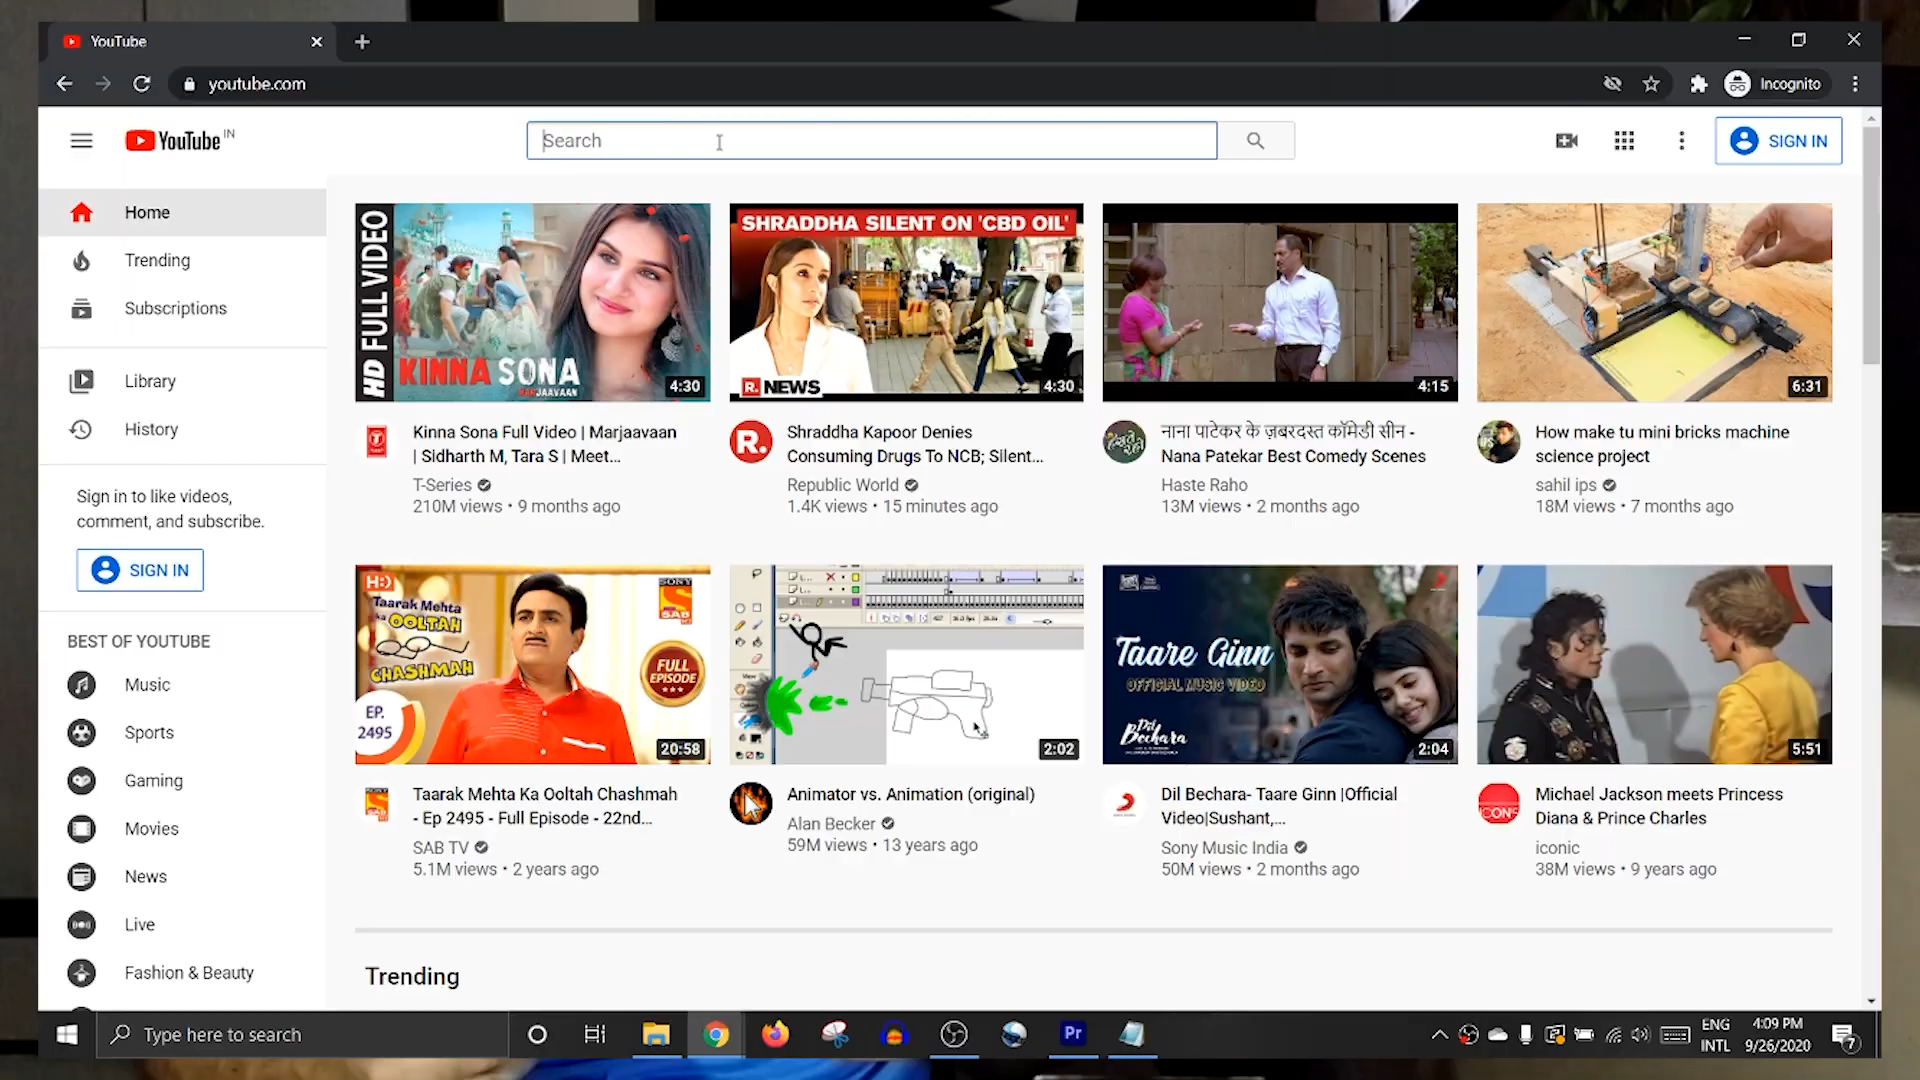 YouTube
youtube.com
Incognito
YouTube IN
Search
SIGN IN
Home
Trending
Subscriptions
Library
History
Sign in to like videos,
comment, and subscribe.
SIGN IN
BEST OF YOUTUBE
Music
Sports
Gaming
Movies
News
Live
Fashion & Beauty
HD FULL VIDEO
KINNA SONA
MARJAAVAAN
4:30
Kinna Sona Full Video | Marjaavaan
| Sidharth M, Tara S | Meet...
T-Series
210M views • 9 months ago
SHRADDHA SILENT ON 'CBD OIL'
R. NEWS
4:30
R.
Shraddha Kapoor Denies
Consuming Drugs To NCB; Silent...
Republic World
1.4K views • 15 minutes ago
4:15
नाना पाटेकर के ज़बरदस्त कॉमेडी सीन -
Nana Patekar Best Comedy Scenes
Haste Raho
13M views • 2 months ago
6:31
How make tu mini bricks machine
science project
sahil ips
18M views • 7 months ago
HD
Taarak Mehta
Ka OOLTAH
CHASHMAH
SONY
SAB
FULL
EPISODE
EP.
2495
20:58
Taarak Mehta Ka Ooltah Chashmah
- Ep 2495 - Full Episode - 22nd...
SAB TV
5.1M views • 2 years ago
2:02
Animator vs. Animation (original)
Alan Becker
59M views • 13 years ago
Taare Ginn
OFFICIAL MUSIC VIDEO
Dil
Bechara
2:04
Dil Bechara- Taare Ginn |Official
Video|Sushant,...
Sony Music India
50M views • 2 months ago
5:51
ICONIC
Michael Jackson meets Princess
Diana & Prince Charles
iconic
38M views • 9 years ago
Trending
Type here to search
Pr
ENG
INTL
4:09 PM
9/26/2020
7